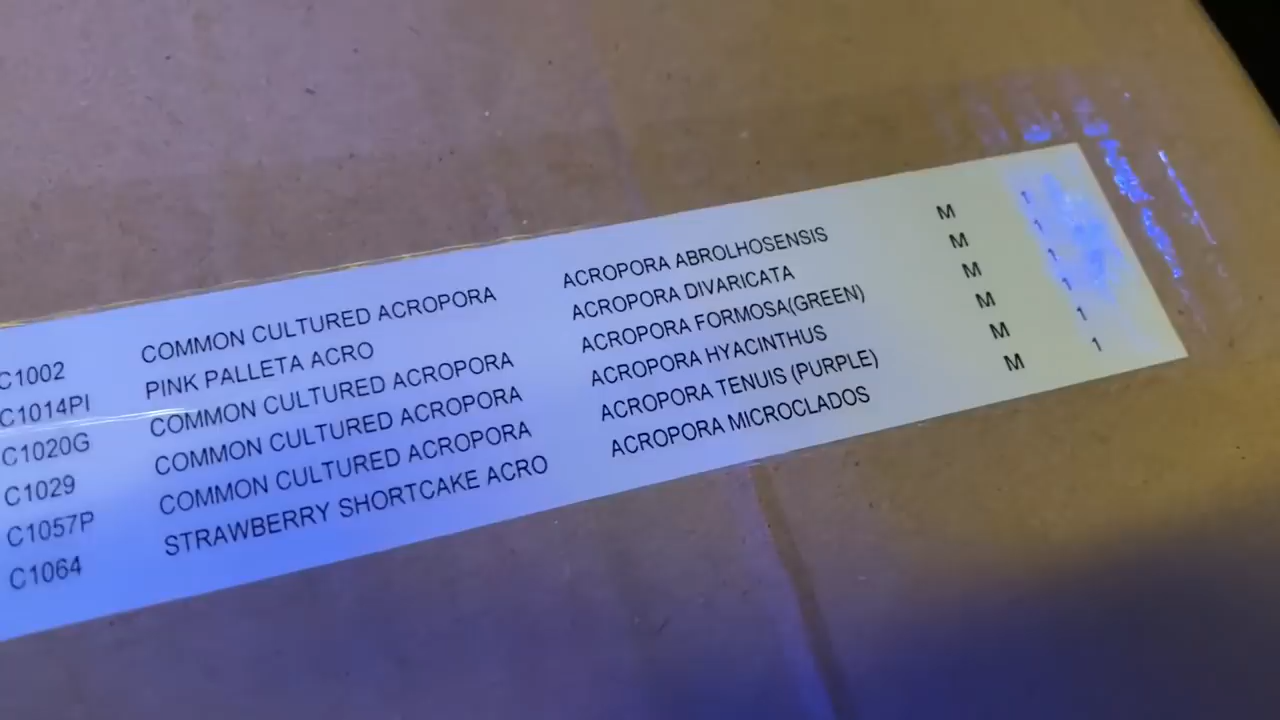 C1002 COMMON CULTURED ACROPORA ACROPORA ABROLHOSENSIS M 1
C1014PI PINK PALLETA ACRO ACROPORA DIVARICATA M 1
C1020G COMMON CULTURED ACROPORA ACROPORA FORMOSA(GREEN) M 1
C1029 COMMON CULTURED ACROPORA ACROPORA HYACINTHUS M 1
C1057P COMMON CULTURED ACROPORA ACROPORA TENUIS (PURPLE) M 1
C1064 STRAWBERRY SHORTCAKE ACRO ACROPORA MICROCLADOS M 1